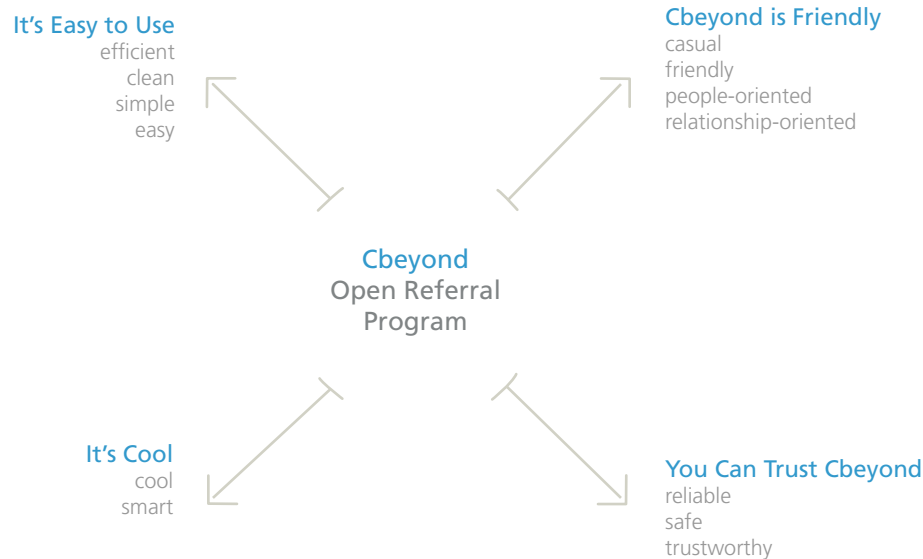 It's Easy to Use
efficient
clean
simple
easy
Cbeyond is Friendly
casual
friendly
people-oriented
relationship-oriented
Cbeyond
Open Referral
Program
It's Cool
cool
smart
You Can Trust Cbeyond
reliable
safe
trustworthy